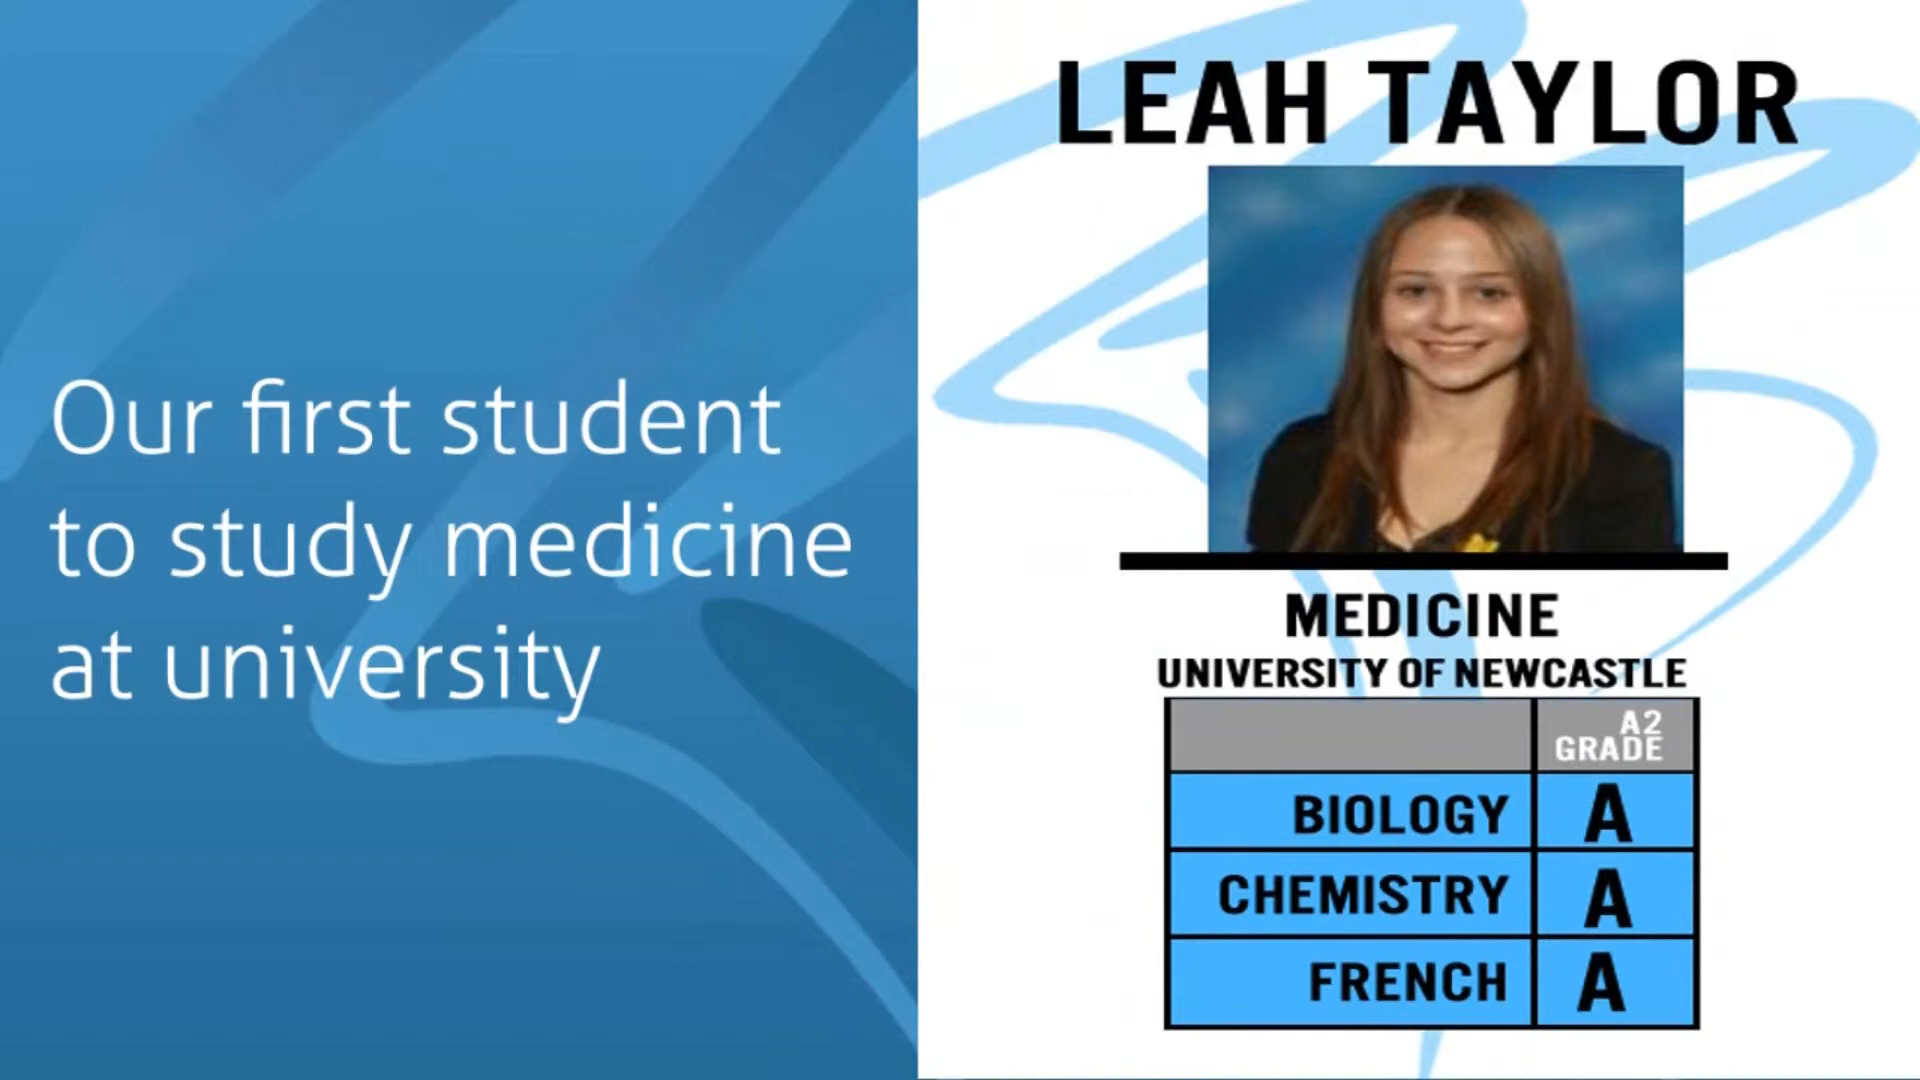 Our first student
to study medicine
at university
LEAH TAYLOR
MEDICINE
UNIVERSITY OF NEWCASTLE
A2
GRADE
BIOLOGY A
CHEMISTRY A
FRENCH A